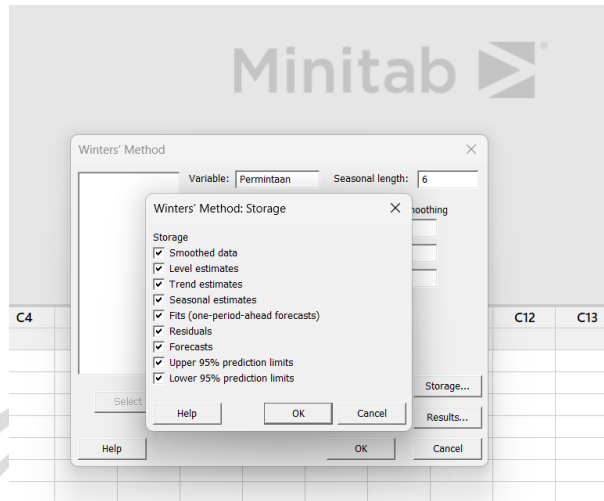 Minitab
Winters' Method
Variable: Permintaan Seasonal length: 6
Winters' Method: Storage
Storage
Smoothed data
Level estimates
Trend estimates
Seasonal estimates
Fits (one-period-ahead forecasts)
Residuals
Forecasts
Upper 95% prediction limits
Lower 95% prediction limits
Help OK Cancel
Select
Storage...
Results...
Help OK Cancel
C4 C12 C13